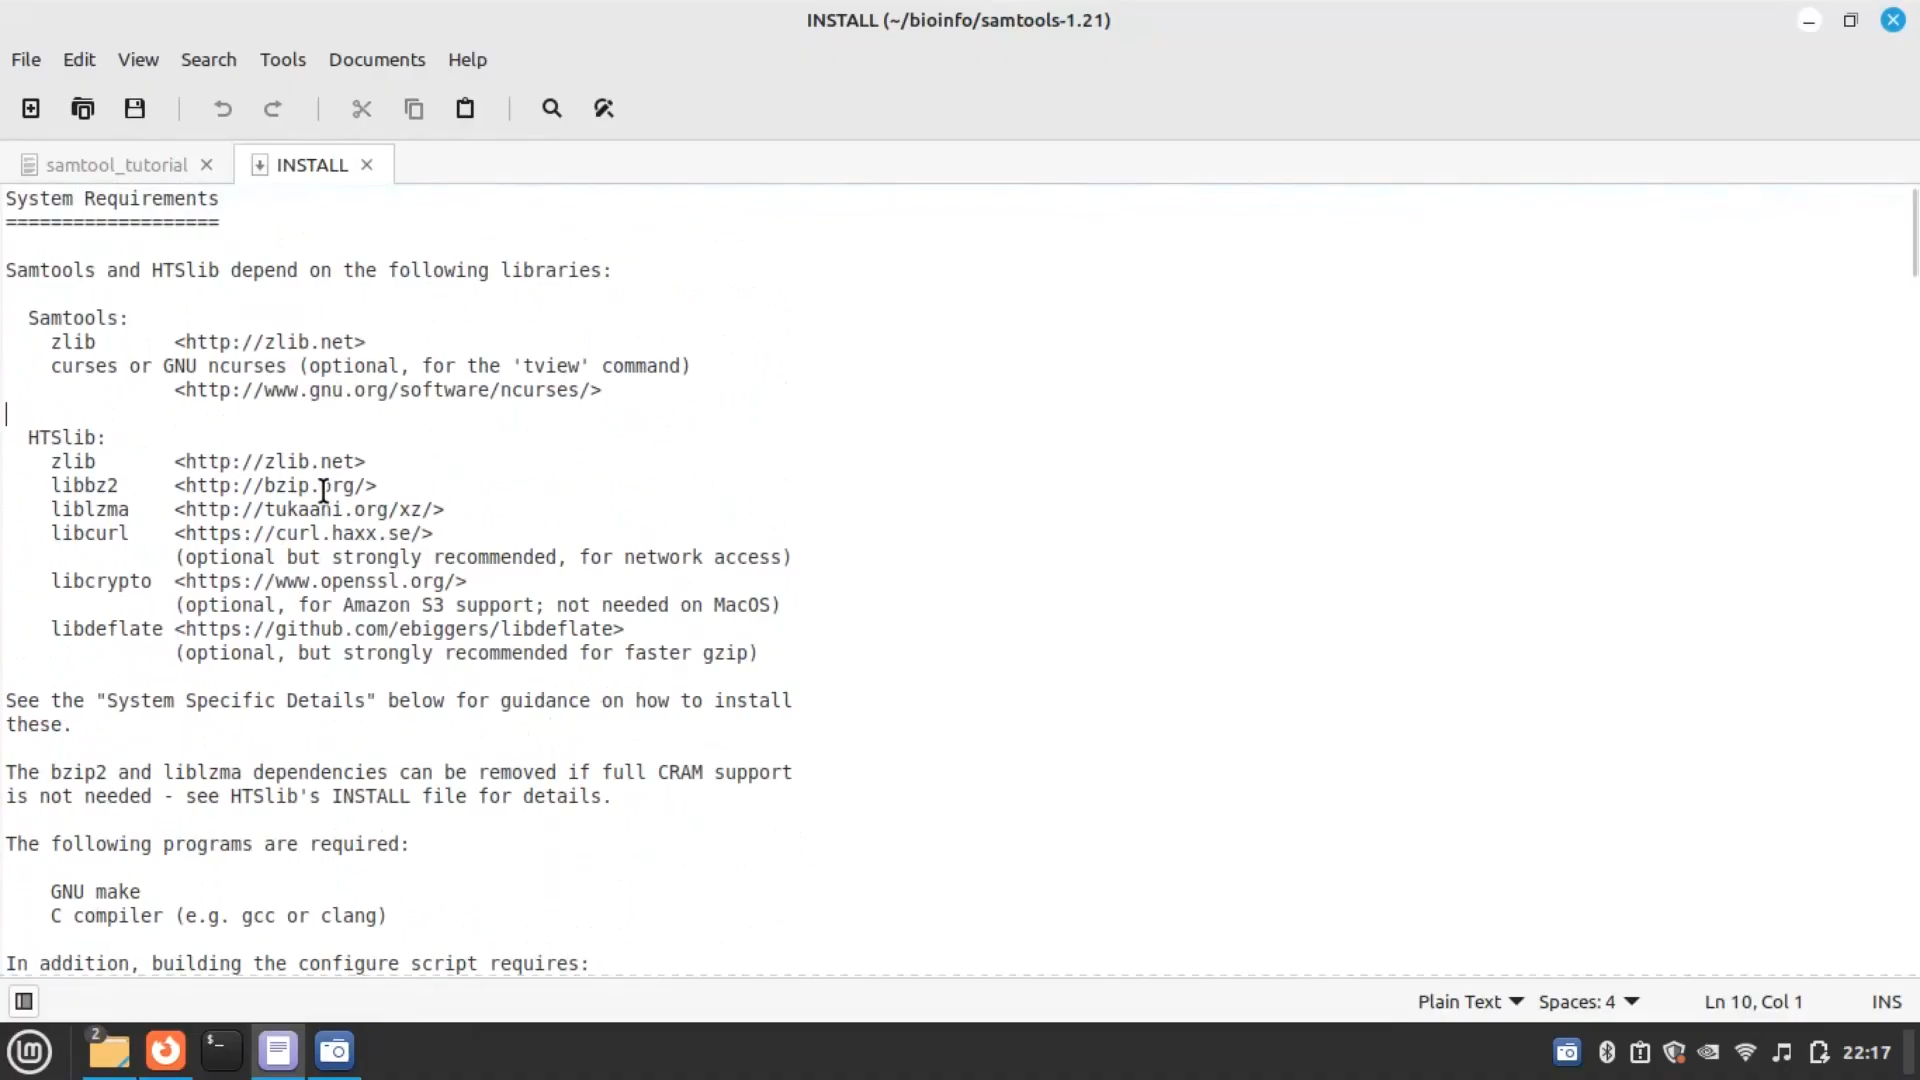 INSTALL (~/bioinfo/samtools-1.21)
File Edit View Search Tools Documents Help
samtool_tutorial INSTALL
System Requirements
===================
Samtools and HTSlib depend on the following libraries:
Samtools:
zlib <http://zlib.net>
curses or GNU ncurses (optional, for the 'tview' command)
<http://www.gnu.org/software/ncurses/>
HTSlib:
zlib <http://zlib.net>
libbz2 <http://bzip.org/>
liblzma <http://tukaani.org/xz/>
libcurl <https://curl.haxx.se/>
(optional but strongly recommended, for network access)
libcrypto <https://www.openssl.org/>
(optional, for Amazon S3 support; not needed on MacOS)
libdeflate <https://github.com/ebiggers/libdeflate>
(optional, but strongly recommended for faster gzip)
See the "System Specific Details" below for guidance on how to install
these.
The bzip2 and liblzma dependencies can be removed if full CRAM support
is not needed - see HTSlib's INSTALL file for details.
The following programs are required:
GNU make
C compiler (e.g. gcc or clang)
In addition, building the configure script requires:
Plain Text Spaces: 4 Ln 10, Col 1 INS
2
22:17